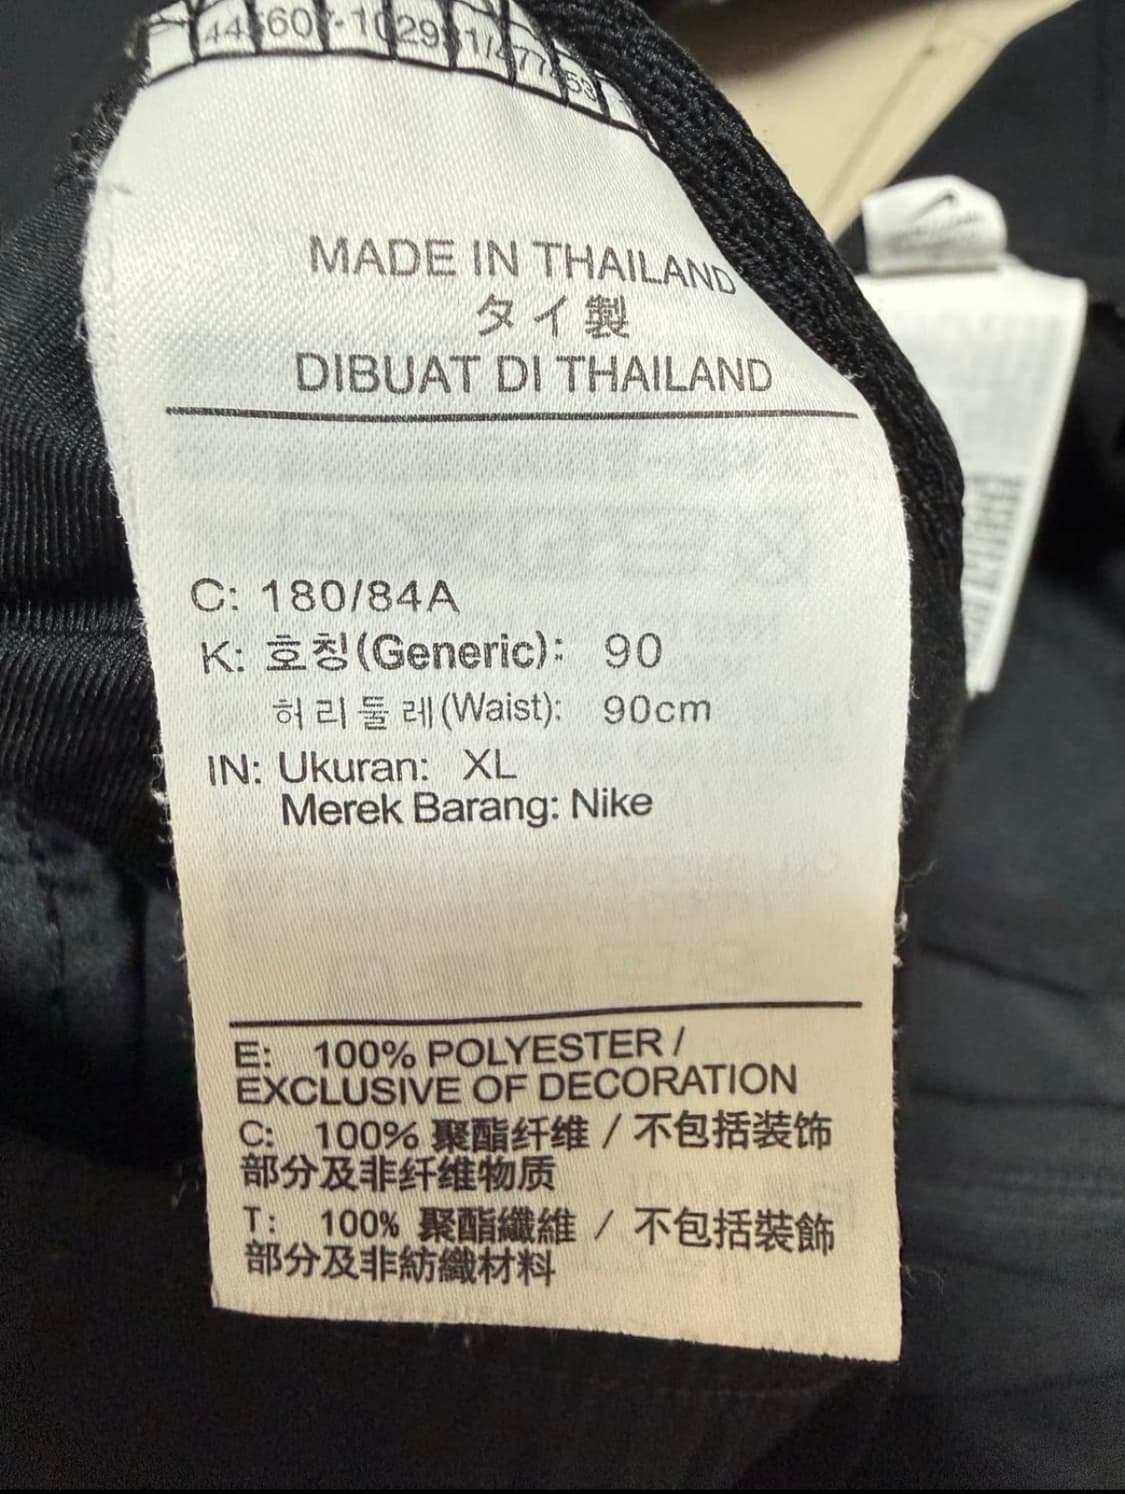 MADE IN THAILAND
タイ製
DIBUAT DI THAILAND
C: 180/84A
K: 호칭(Generic): 90
허리둘레(Waist): 90cm
IN: Ukuran: XL
Merek Barang: Nike
E: 100% POLYESTER /
EXCLUSIVE OF DECORATION
C: 100% 聚酯纤维 / 不包括装饰
部分及非纤维物质
T: 100% 聚酯纖維 / 不包括裝飾
部分及非紡織材料